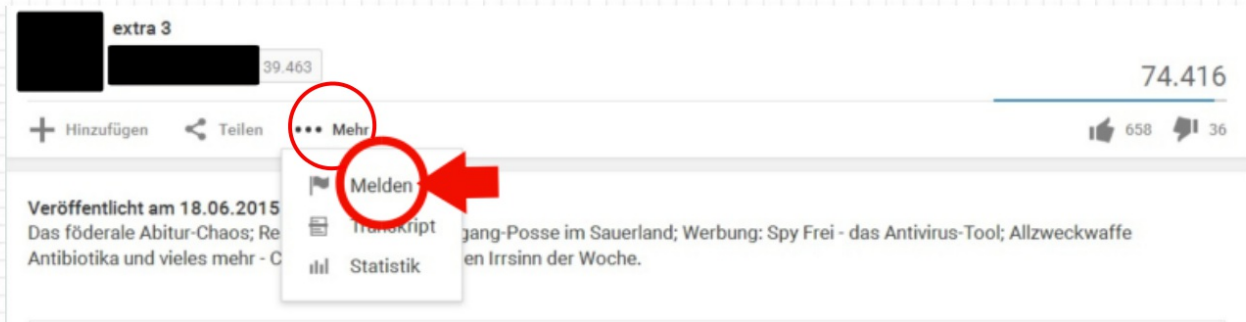 extra 3
39.463
74.416
Hinzufügen Teilen ••• Mehr
658 36
Melden
Transkript
Statistik
Veröffentlicht am 18.06.2015
Das föderale Abitur-Chaos; Re gang-Posse im Sauerland; Werbung: Spy Frei - das Antivirus-Tool; Allzweckwaffe
Antibiotika und vieles mehr - C en Irrsinn der Woche.